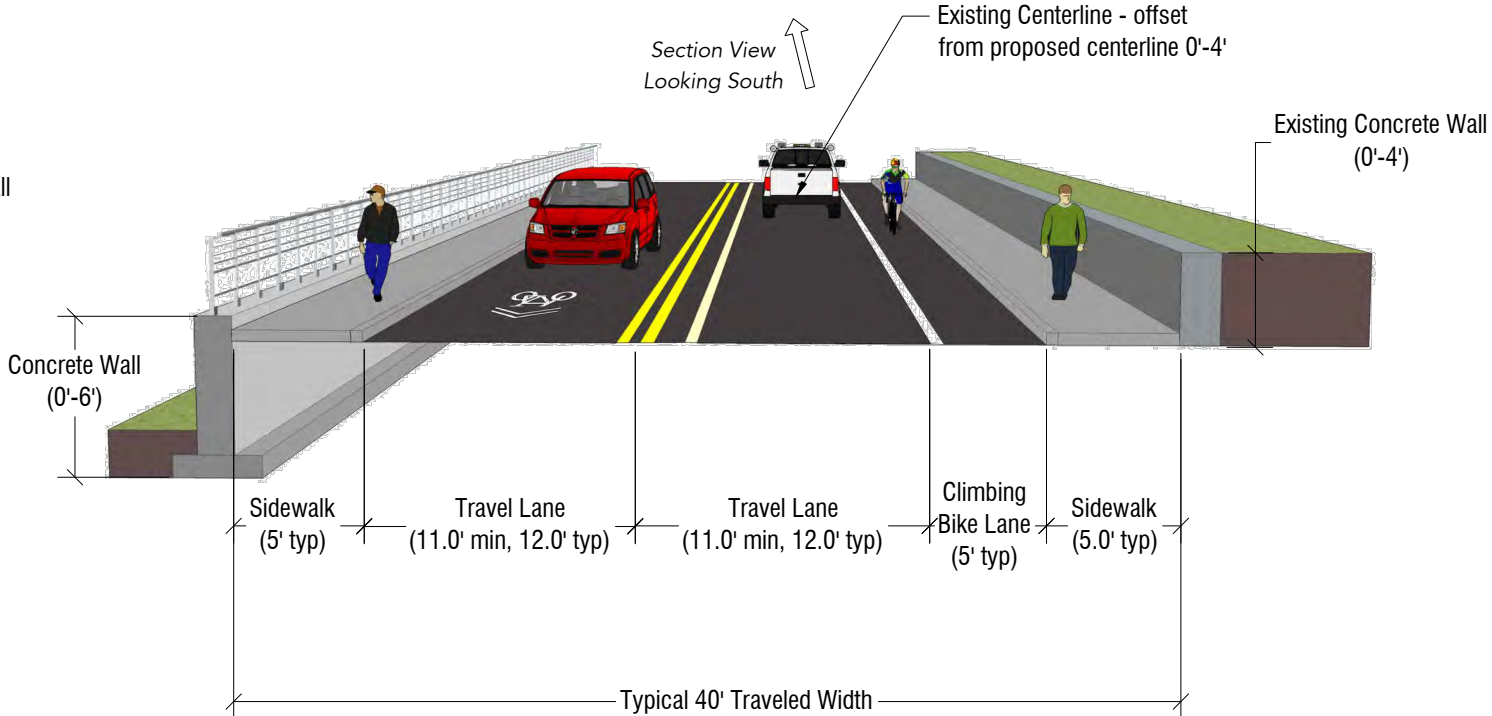 Existing Centerline - offset
from proposed centerline 0'-4'
Section View
Looking South
Existing Concrete Wall
(0'-4')
all
Concrete Wall
(0'-6')
Sidewalk
(5' typ)
Travel Lane
(11.0' min, 12.0' typ)
Travel Lane
(11.0' min, 12.0' typ)
Climbing
Bike Lane
(5' typ)
Sidewalk
(5.0' typ)
Typical 40' Traveled Width